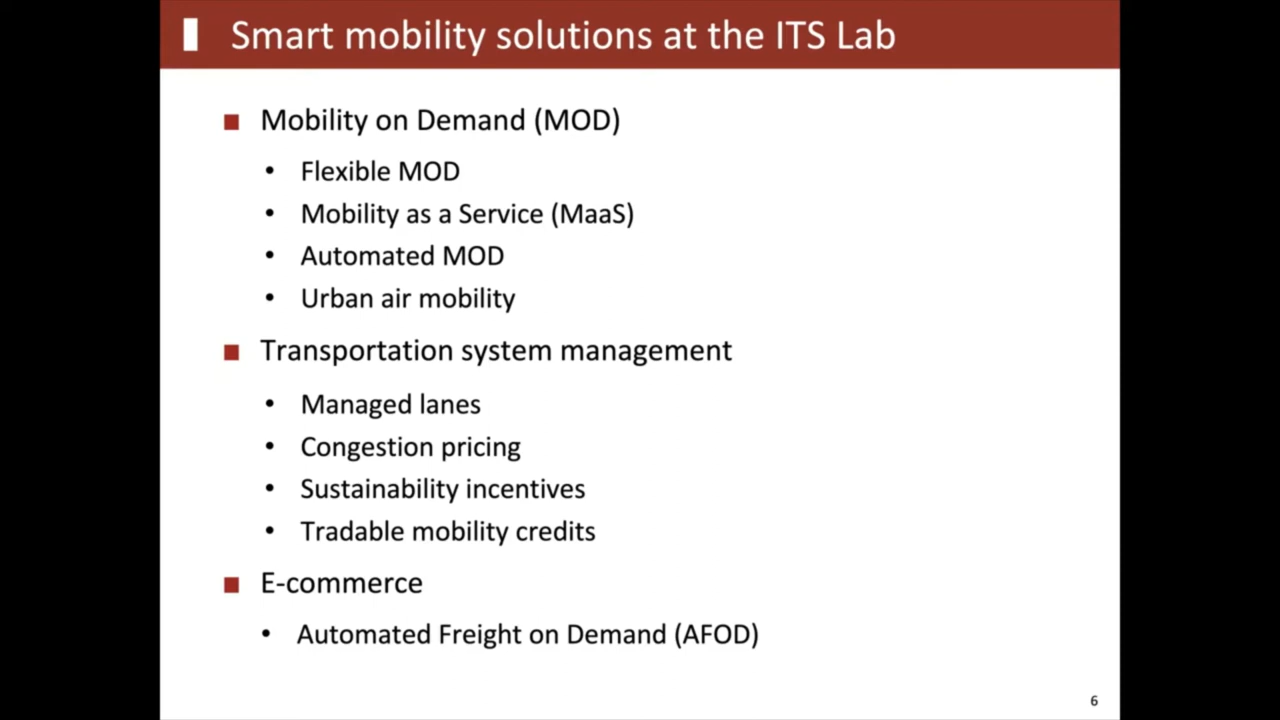 Smart mobility solutions at the ITS Lab
■ Mobility on Demand (MOD)
• Flexible MOD
• Mobility as a Service (MaaS)
• Automated MOD
• Urban air mobility
■ Transportation system management
• Managed lanes
• Congestion pricing
• Sustainability incentives
• Tradable mobility credits
■ E-commerce
• Automated Freight on Demand (AFOD)
6